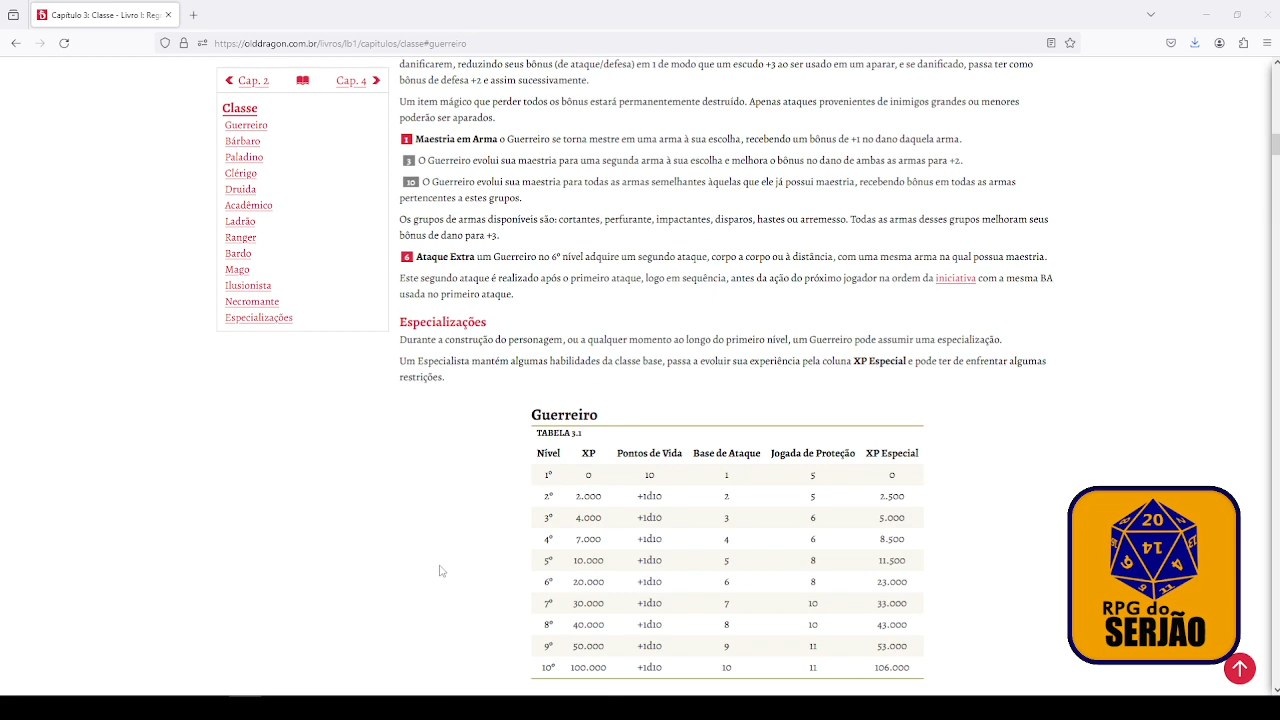 Capítulo 3: Classe - Livro I: Reg
https://olddragon.com.br/livros/lb1/capitulos/classe#guerreiro
Cap. 2
Cap. 4
Classe
Guerreiro
Bárbaro
Paladino
Clérigo
Druida
Acadêmico
Ladrão
Ranger
Bardo
Mago
Ilusionista
Necromante
Especializações
danificarem, reduzindo seus bônus (de ataque/defesa) em 1 de modo que um escudo +3 ao ser usado em um aparar, e se danificado, passa ter como
bônus de defesa +2 e assim sucessivamente.
Um item mágico que perder todos os bônus estará permanentemente destruído. Apenas ataques provenientes de inimigos grandes ou menores
poderão ser aparados.
1 Maestria em Arma o Guerreiro se torna mestre em uma arma à sua escolha, recebendo um bônus de +1 no dano daquela arma.
3 O Guerreiro evolui sua maestria para uma segunda arma à sua escolha e melhora o bônus no dano de ambas as armas para +2.
10 O Guerreiro evolui sua maestria para todas as armas semelhantes àquelas que ele já possui maestria, recebendo bônus em todas as armas
pertencentes a estes grupos.
Os grupos de armas disponíveis são: cortantes, perfurante, impactantes, disparos, hastes ou arremesso. Todas as armas desses grupos melhoram seus
bônus de dano para +3.
6 Ataque Extra um Guerreiro no 6º nível adquire um segundo ataque, corpo a corpo ou à distância, com uma mesma arma na qual possua maestria.
Este segundo ataque é realizado após o primeiro ataque, logo em sequência, antes da ação do próximo jogador na ordem da iniciativa com a mesma BA
usada no primeiro ataque.
Especializações
Durante a construção do personagem, ou a qualquer momento ao longo do primeiro nível, um Guerreiro pode assumir uma especialização.
Um Especialista mantém algumas habilidades da classe base, passa a evoluir sua experiência pela coluna XP Especial e pode ter de enfrentar algumas
restrições.
Guerreiro
TABELA 3.1
Nível XP Pontos de Vida Base de Ataque Jogada de Proteção XP Especial
1º 0 10 1 5 0
2º 2.000 +1d10 2 5 2.500
3º 4.000 +1d10 3 6 5.000
4º 7.000 +1d10 4 6 8.500
5º 10.000 +1d10 5 8 11.500
6º 20.000 +1d10 6 8 23.000
7º 30.000 +1d10 7 10 33.000
8º 40.000 +1d10 8 10 43.000
9º 50.000 +1d10 9 11 53.000
10º 100.000 +1d10 10 11 106.000
20
14
RPG do
SERJÃO